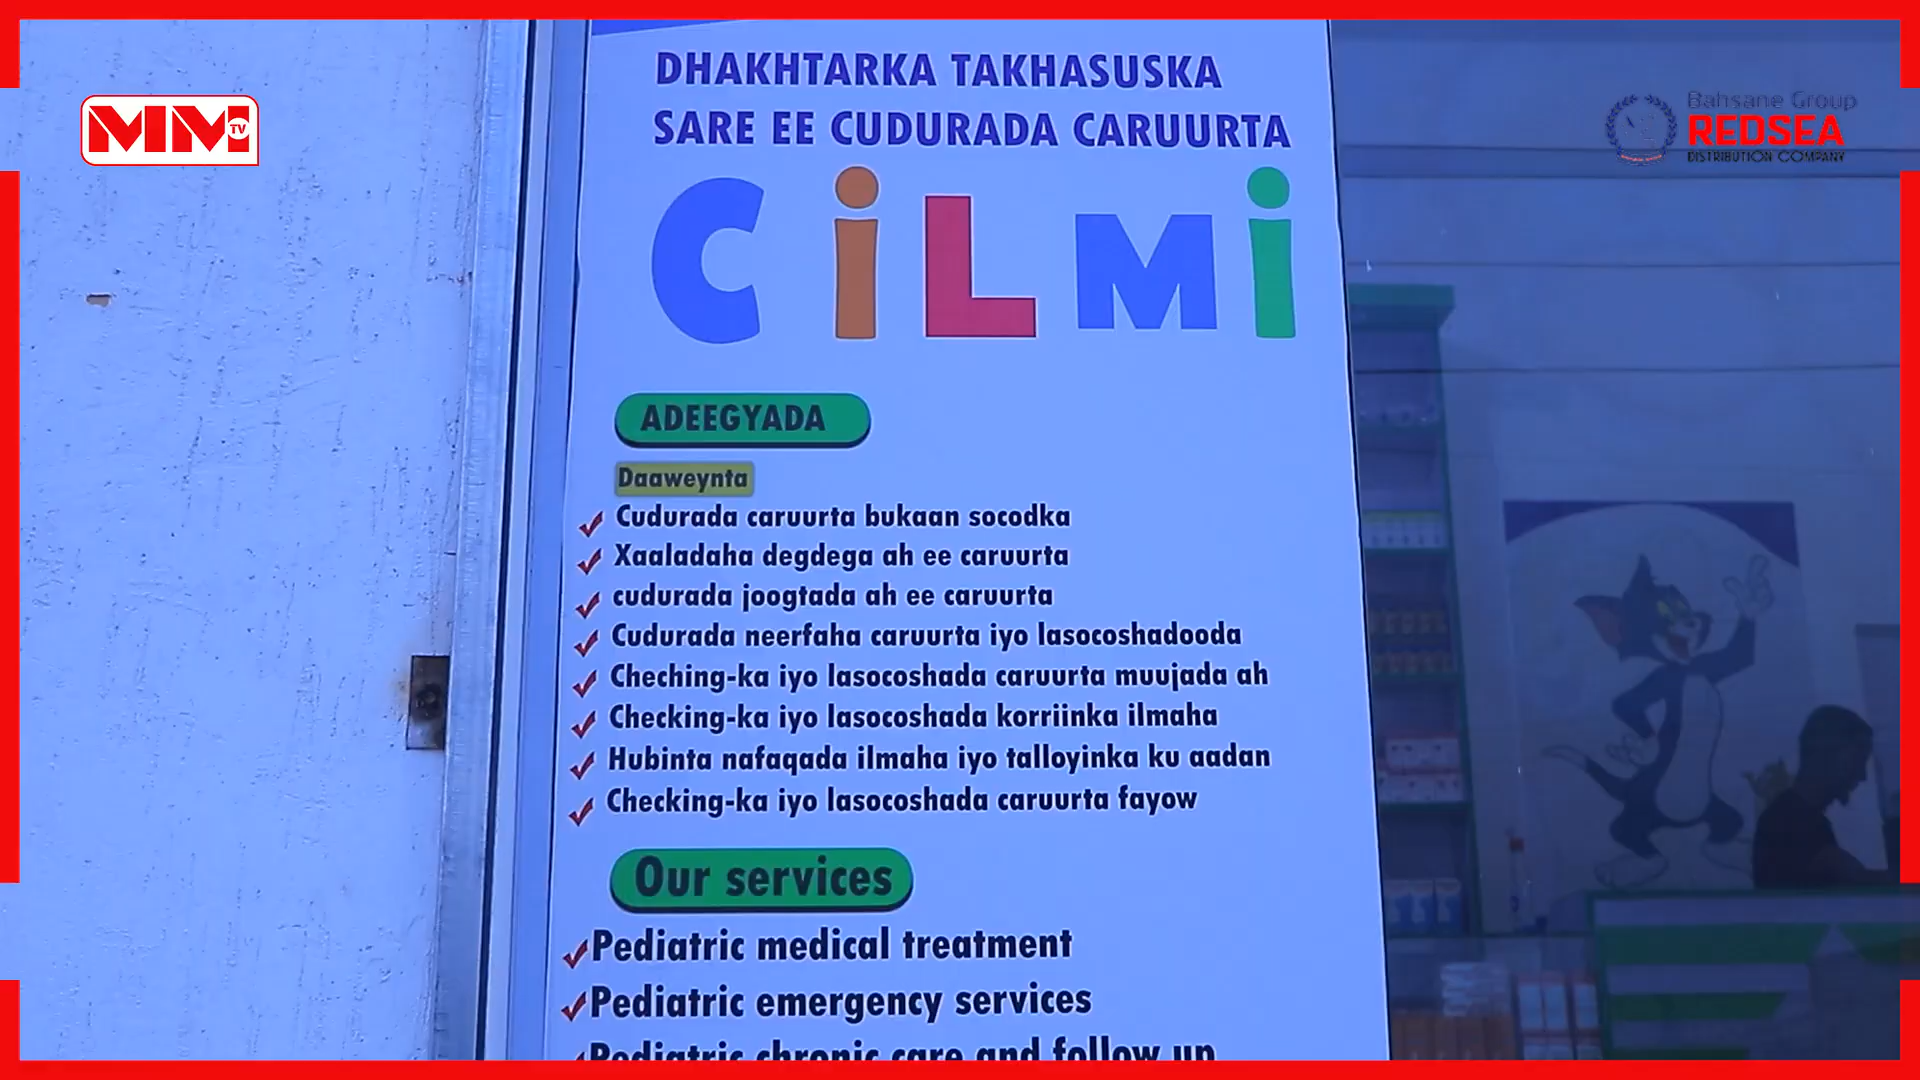 MM TV
Bahsane Group
REDSEA
DISTRIBUTION COMPANY
DHAKHTARKA TAKHASUSKA
SARE EE CUDURADA CARUURTA
CiLMi
ADEEGYADA
Daaweynta
Cudurada caruurta bukaan socodka
Xaaladaha degdega ah ee caruurta
cudurada joogtada ah ee caruurta
Cudurada neerfaha caruurta iyo lasocoshadooda
Cheching-ka iyo lasocoshada caruurta muujada ah
Checking-ka iyo lasocoshada korriinka ilmaha
Hubinta nafaqada ilmaha iyo talloyinka ku aadan
Checking-ka iyo lasocoshada caruurta fayow
Our services
Pediatric medical treatment
Pediatric emergency services
Pediatric chronic care and follow up